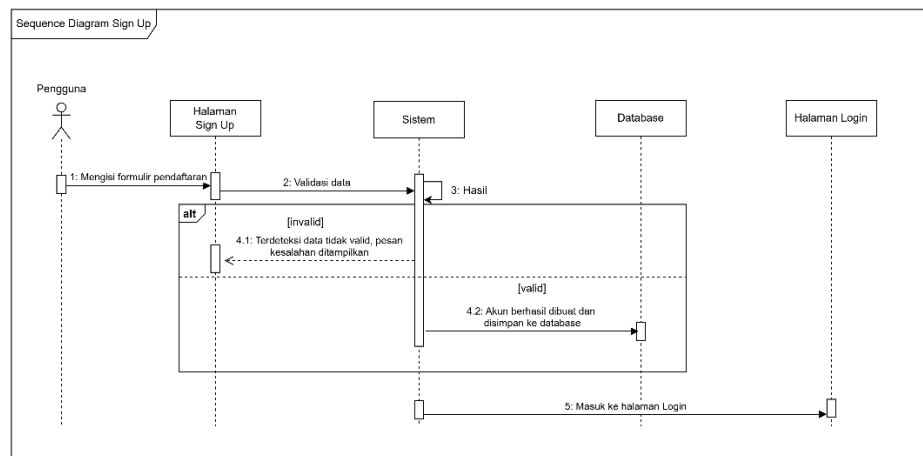 Sequence Diagram Sign Up
Pengguna
Halaman
Sign Up
Sistem
Database
Halaman Login
1: Mengisi formulir pendaftaran
2: Validasi data
3: Hasil
alt
[invalid]
4.1: Terdeteksi data tidak valid, pesan
kesalahan ditampilkan
[valid]
4.2: Akun berhasil dibuat dan
disimpan ke database
5: Masuk ke halaman Login